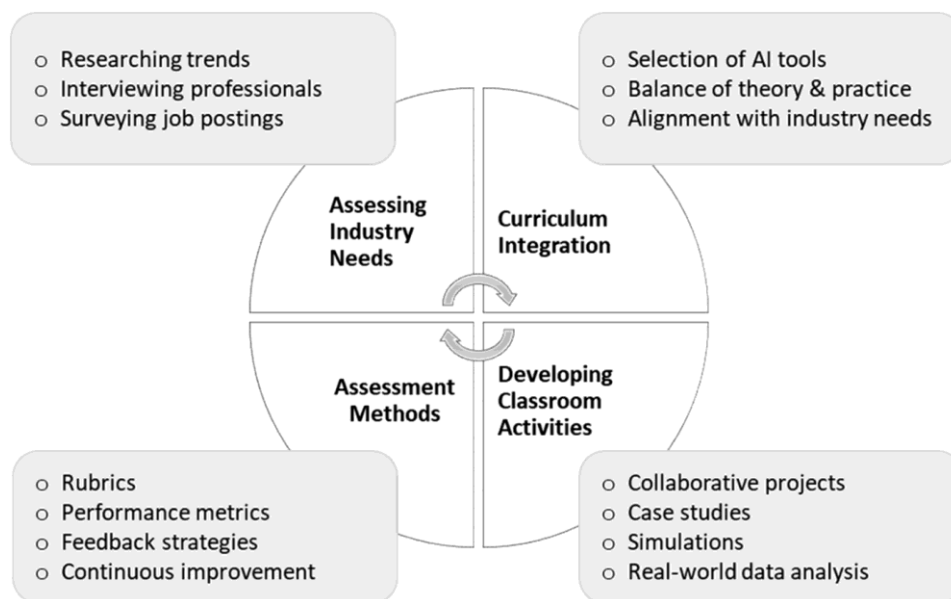 o Researching trends
o Interviewing professionals
o Surveying job postings
o Selection of AI tools
o Balance of theory & practice
o Alignment with industry needs
Assessing
Industry
Needs
Curriculum
Integration
Assessment
Methods
Developing
Classroom
Activities
o Rubrics
o Performance metrics
o Feedback strategies
o Continuous improvement
o Collaborative projects
o Case studies
o Simulations
o Real-world data analysis